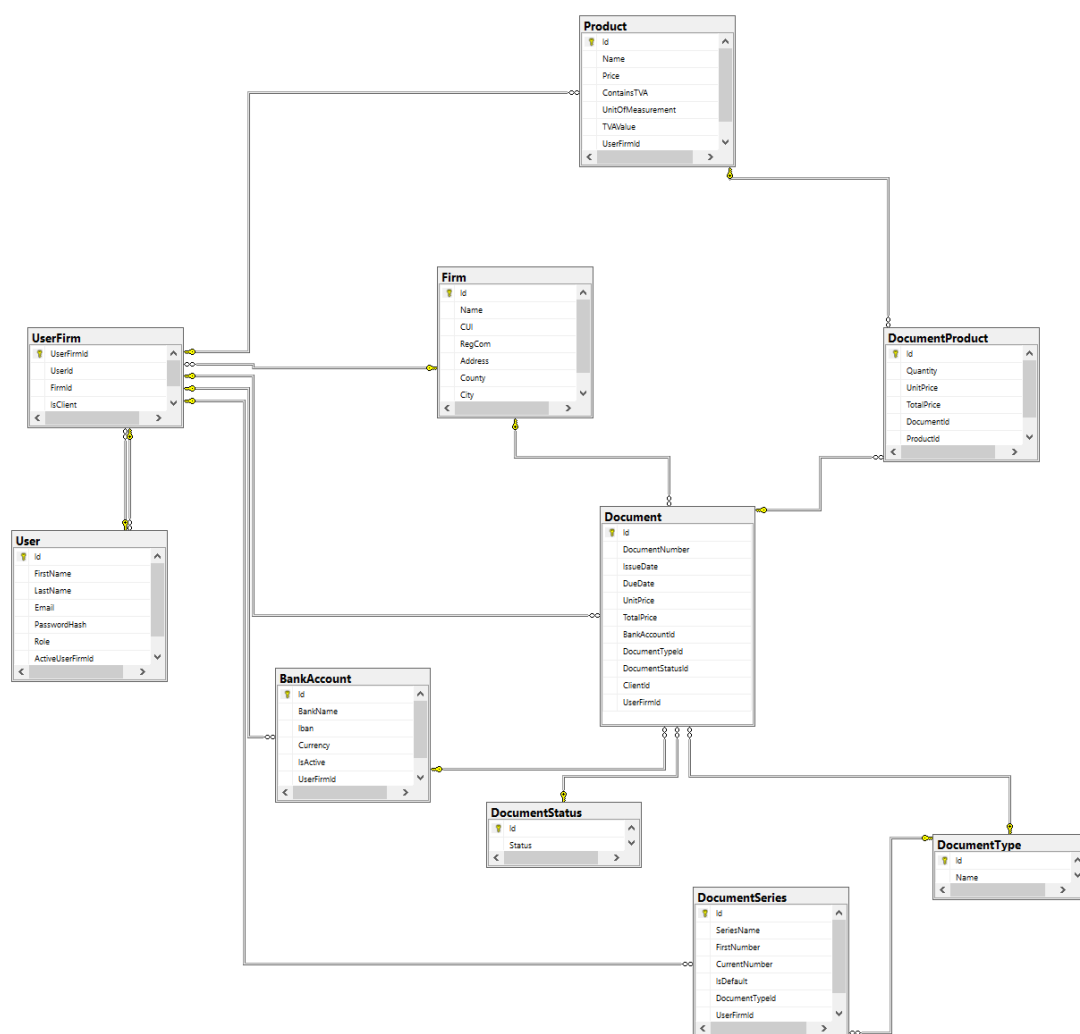 Product
Id
Name
Price
ContainsTVA
UnitOfMeasurement
TVAValue
UserFirmId
Firm
Id
Name
CUI
RegCom
Address
County
City
UserFirm
UserFirmId
UserId
FirmId
IsClient
DocumentProduct
Id
Quantity
UnitPrice
TotalPrice
DocumentId
ProductId
Document
Id
DocumentNumber
IssueDate
DueDate
UnitPrice
TotalPrice
BankAccountId
DocumentTypeId
DocumentStatusId
ClientId
UserFirmId
User
Id
FirstName
LastName
Email
PasswordHash
Role
ActiveUserFirmId
BankAccount
Id
BankName
Iban
Currency
IsActive
UserFirmId
DocumentStatus
Id
Status
DocumentType
Id
Name
DocumentSeries
Id
SeriesName
FirstNumber
CurrentNumber
IsDefault
DocumentTypeId
UserFirmId